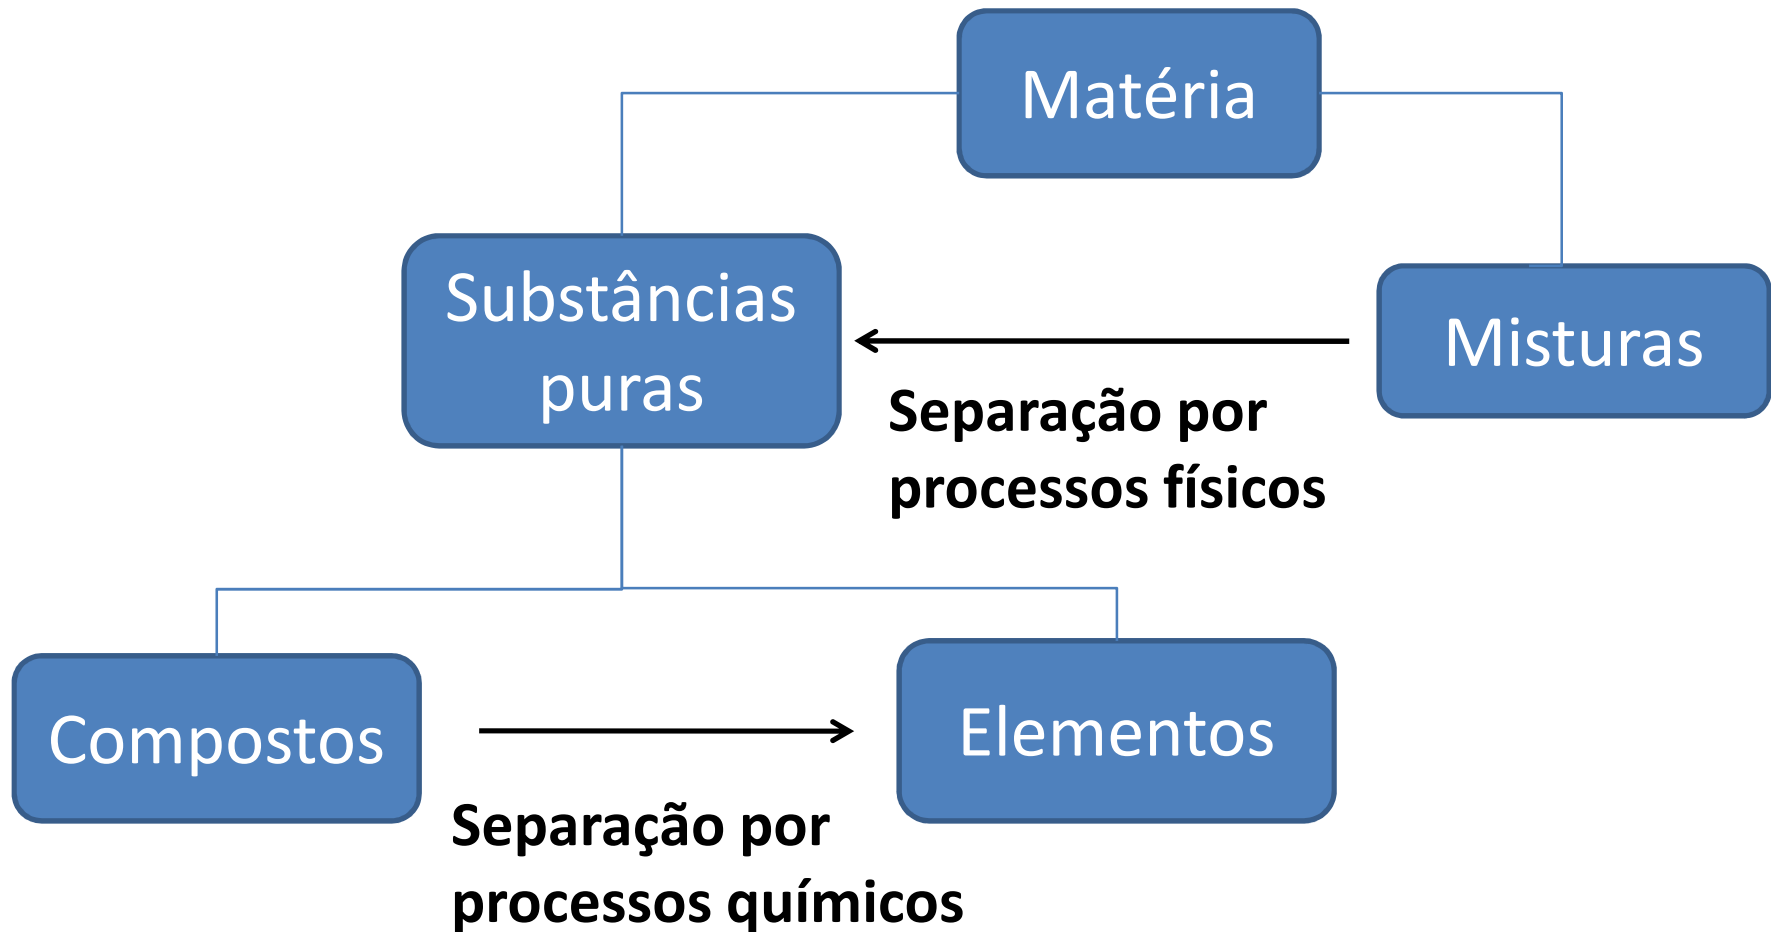 Matéria
Substâncias
puras
Misturas
Separação por
processos físicos
Compostos
Elementos
Separação por
processos químicos